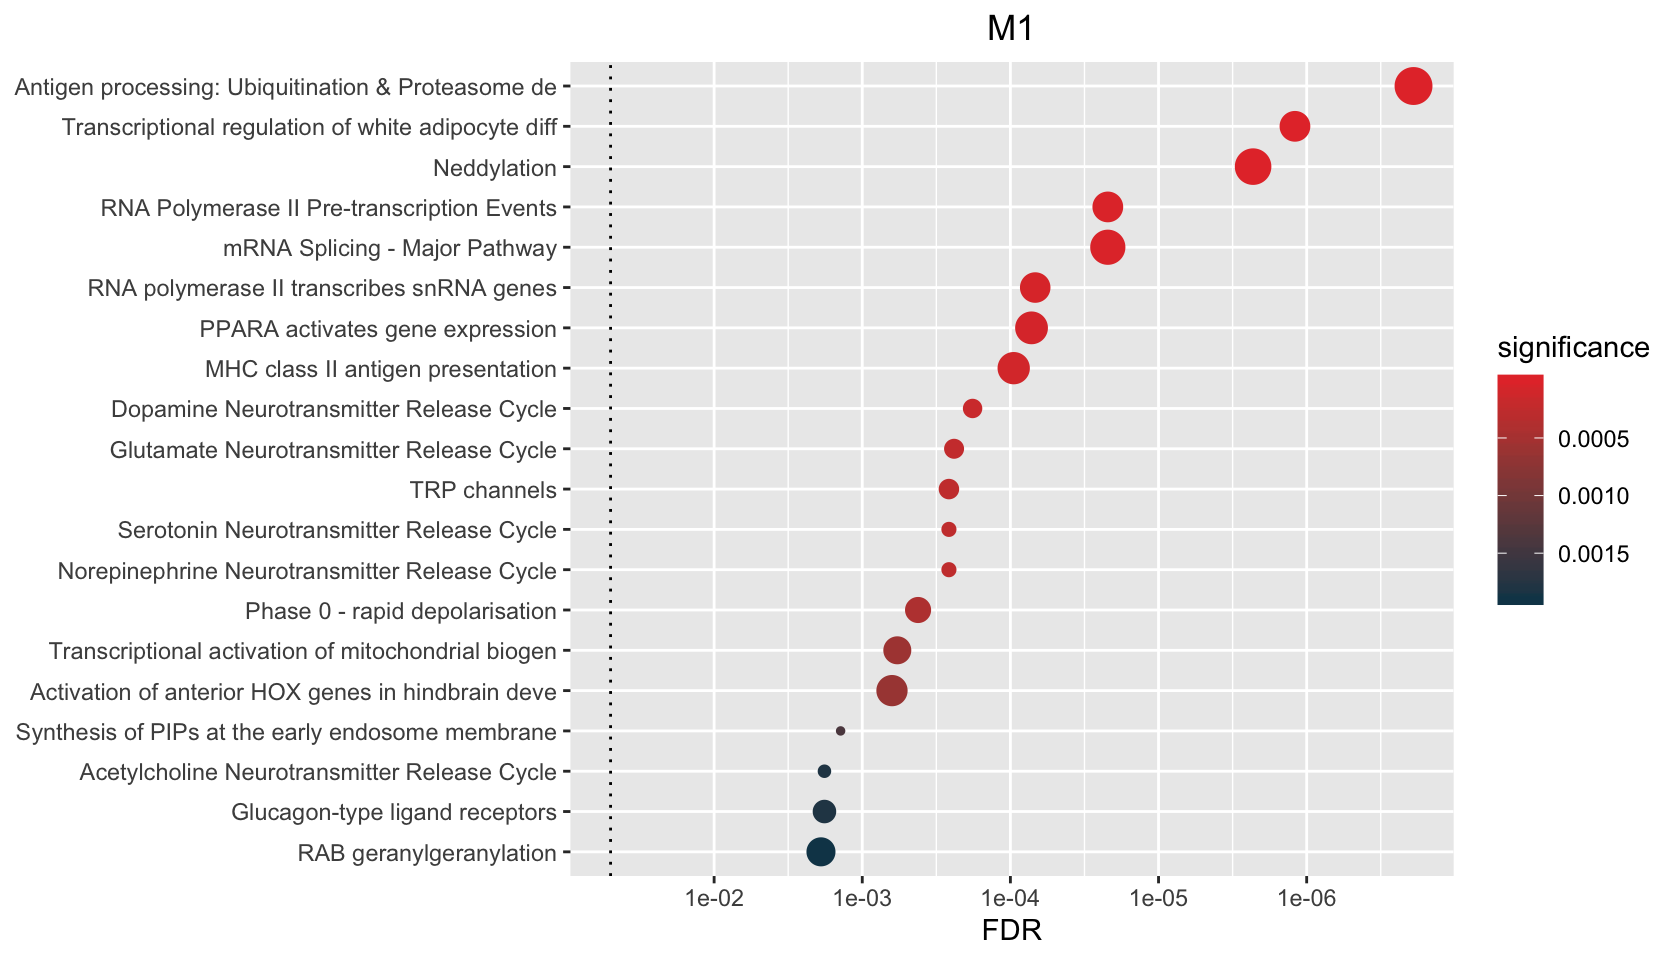 M1
Antigen processing: Ubiquitination & Proteasome de
Transcriptional regulation of white adipocyte diff
Neddylation
RNA Polymerase II Pre-transcription Events
mRNA Splicing - Major Pathway
RNA polymerase II transcribes snRNA genes
PPARA activates gene expression
MHC class II antigen presentation
Dopamine Neurotransmitter Release Cycle
Glutamate Neurotransmitter Release Cycle
TRP channels
Serotonin Neurotransmitter Release Cycle
Norepinephrine Neurotransmitter Release Cycle
Phase 0 - rapid depolarisation
Transcriptional activation of mitochondrial biogen
Activation of anterior HOX genes in hindbrain deve
Synthesis of PIPs at the early endosome membrane
Acetylcholine Neurotransmitter Release Cycle
Glucagon-type ligand receptors
RAB geranylgeranylation
1e-02 1e-03 1e-04 1e-05 1e-06
FDR
significance
0.0005
0.0010
0.0015